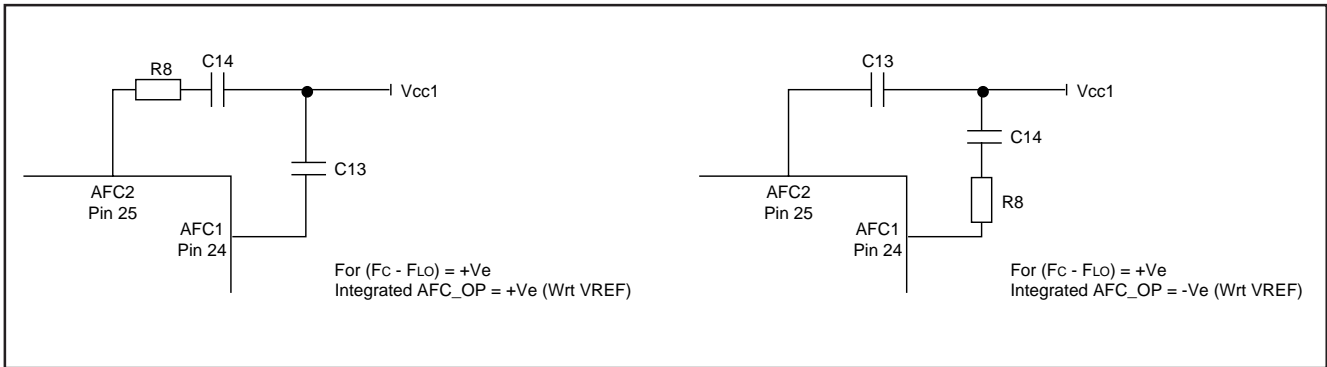 C14
R8
Vcc1
C13
AFC2
Pin 25
AFC1
Pin 24
For (FC - FLO) = +Ve
Integrated AFC_OP = +Ve (Wrt VREF)
C13
Vcc1
C14
AFC2
Pin 25
R8
AFC1
Pin 24
For (FC - FLO) = +Ve
Integrated AFC_OP = -Ve (Wrt VREF)